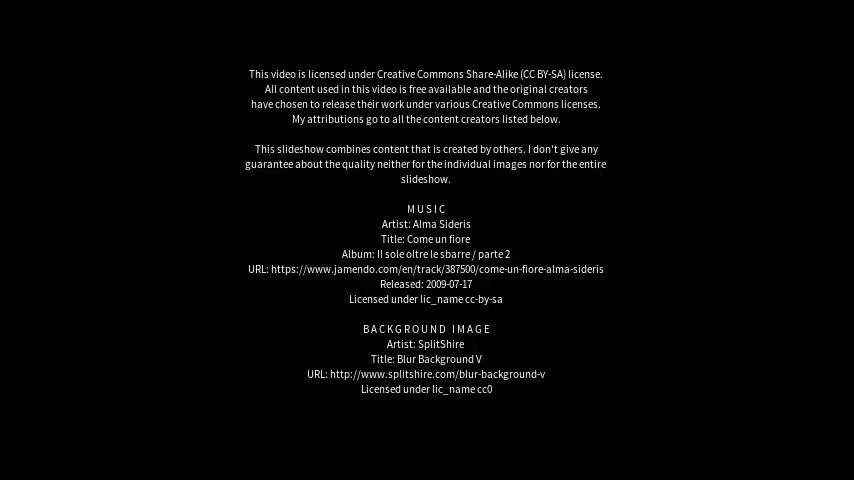 This video is licensed under Creative Commons Share-Alike (CC BY-SA) license.
All content used in this video is free available and the original creators
have chosen to release their work under various Creative Commons licenses.
My attributions go to all the content creators listed below.
This slideshow combines content that is created by others. I don't give any
guarantee about the quality neither for the individual images nor for the entire
slideshow.
MUSIC
Artist: Alma Sideris
Title: Come un fiore
Album: Il sole oltre le sbarre / parte 2
URL: https://www.jamendo.com/en/track/387500/come-un-fiore-alma-sideris
Released: 2009-07-17
Licensed under lic_name cc-by-sa
BACKGROUND IMAGE
Artist: SplitShire
Title: Blur Background V
URL: http://www.splitshire.com/blur-background-v
Licensed under lic_name cc0